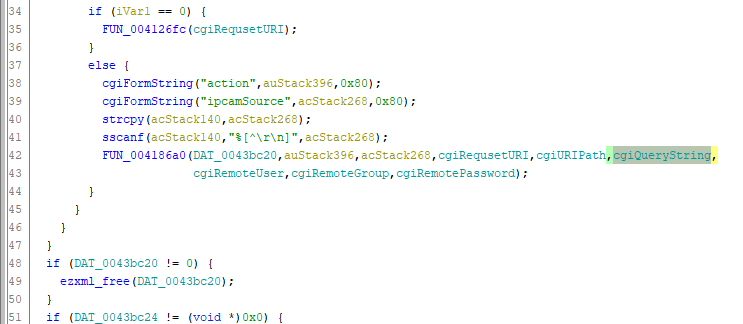 34 if (iVar1 == 0) {
35 FUN_004126fc(cgiRequsetURI);
36 }
37 else {
38 cgiFormString("action",auStack396,0x80);
39 cgiFormString("ipcamSource",acStack268,0x80);
40 strcpy(acStack140,acStack268);
41 sscanf(acStack140,"%[^\r\n]",acStack268);
42 FUN_004186a0(DAT_0043bc20,auStack396,acStack268,cgiRequsetURI,cgiURIPath,cgiQueryString,
43 cgiRemoteUser,cgiRemoteGroup,cgiRemotePassword);
44 }
45 }
46 }
47 }
48 if (DAT_0043bc20 != 0) {
49 ezxml_free(DAT_0043bc20);
50 }
51 if (DAT_0043bc24 != (void *)0x0) {